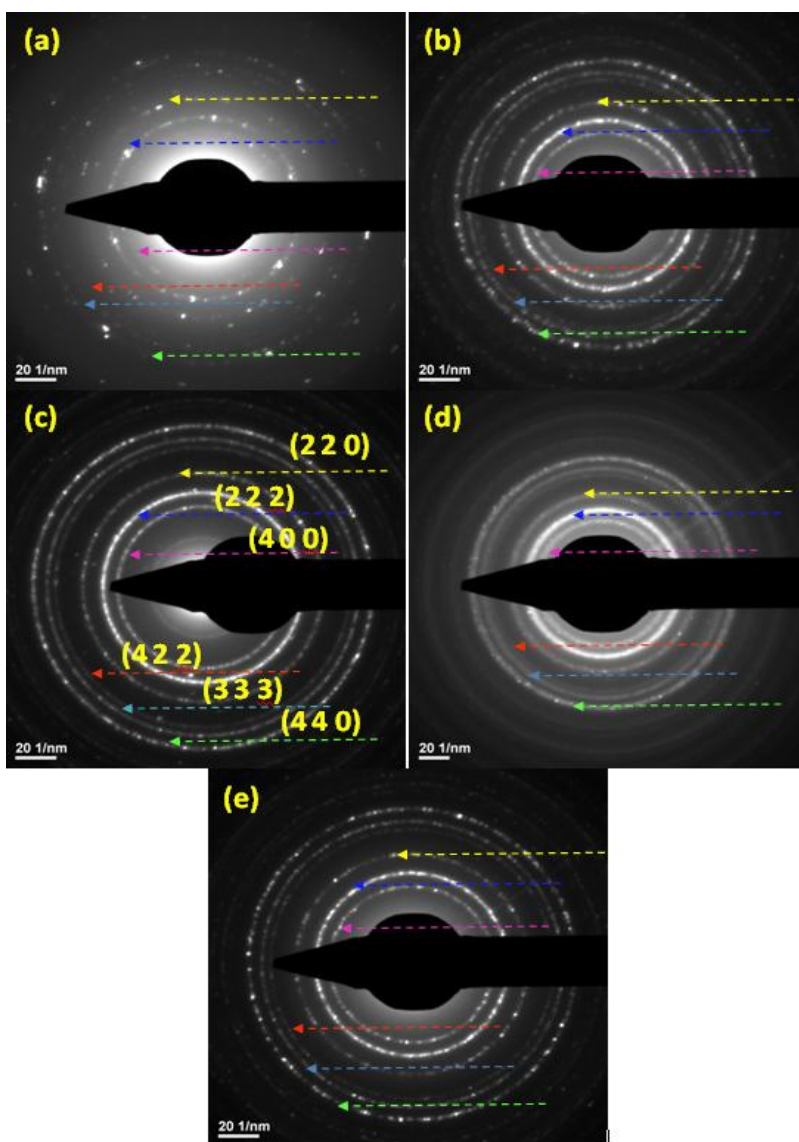 (a)
20 1/nm
(b)
20 1/nm
(c)
(2 2 0)
(2 2 2)
(4 0 0)
(4 2 2)
(3 3 3)
(4 4 0)
20 1/nm
(d)
20 1/nm
(e)
20 1/nm